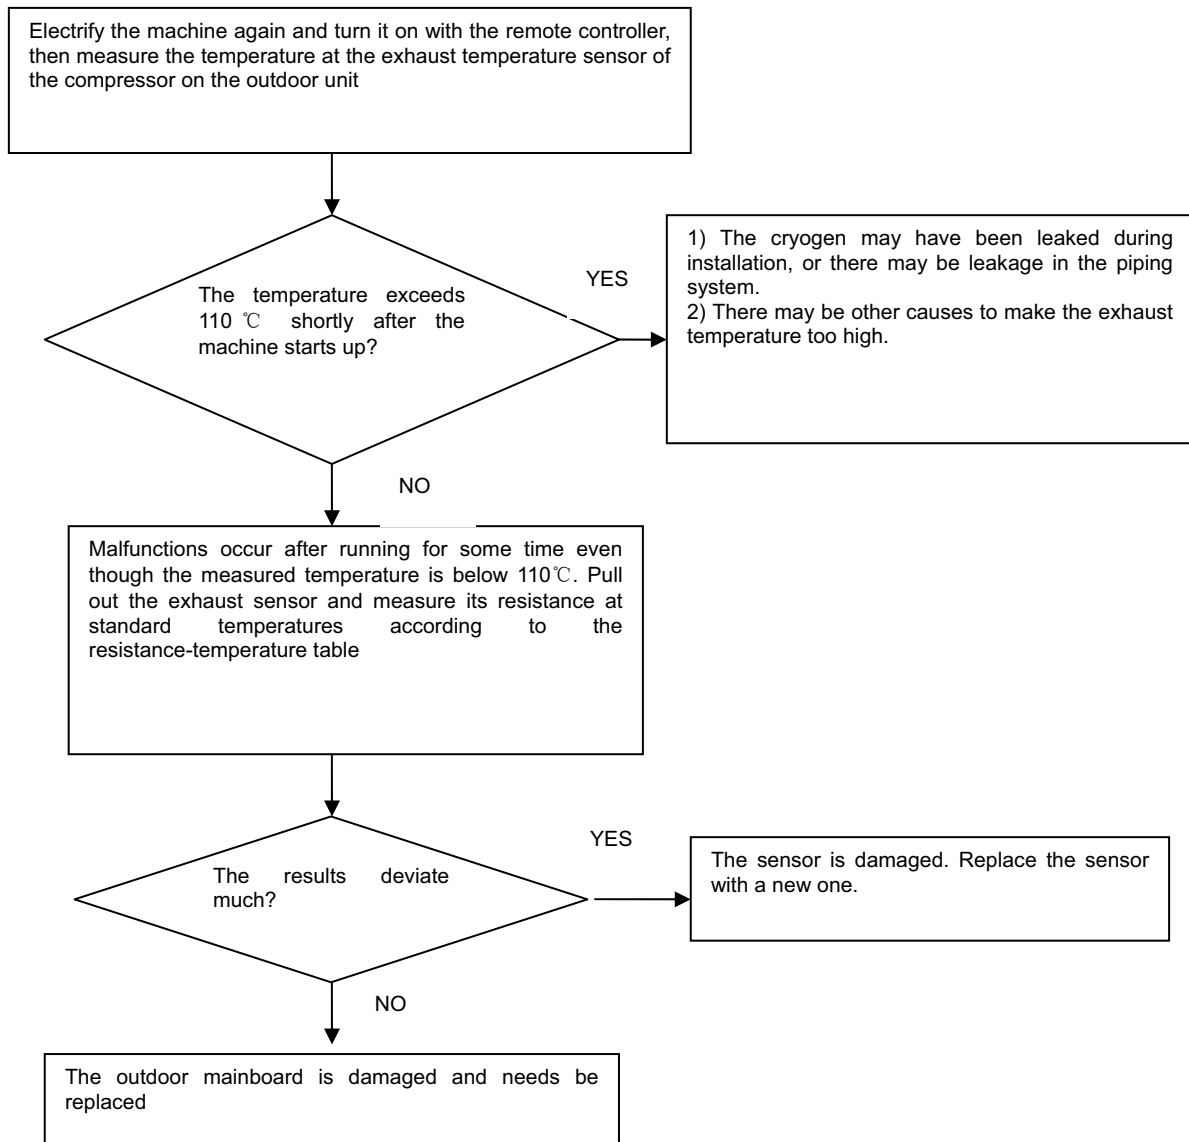 Electrify the machine again and turn it on with the remote controller,
then measure the temperature at the exhaust temperature sensor of
the compressor on the outdoor unit
The temperature exceeds
110 ℃ shortly after the
machine starts up?
YES
1) The cryogen may have been leaked during
installation, or there may be leakage in the piping
system.
2) There may be other causes to make the exhaust
temperature too high.
NO
Malfunctions occur after running for some time even
though the measured temperature is below 110℃. Pull
out the exhaust sensor and measure its resistance at
standard temperatures according to the
resistance-temperature table
The results deviate
much?
YES
The sensor is damaged. Replace the sensor
with a new one.
NO
The outdoor mainboard is damaged and needs be
replaced